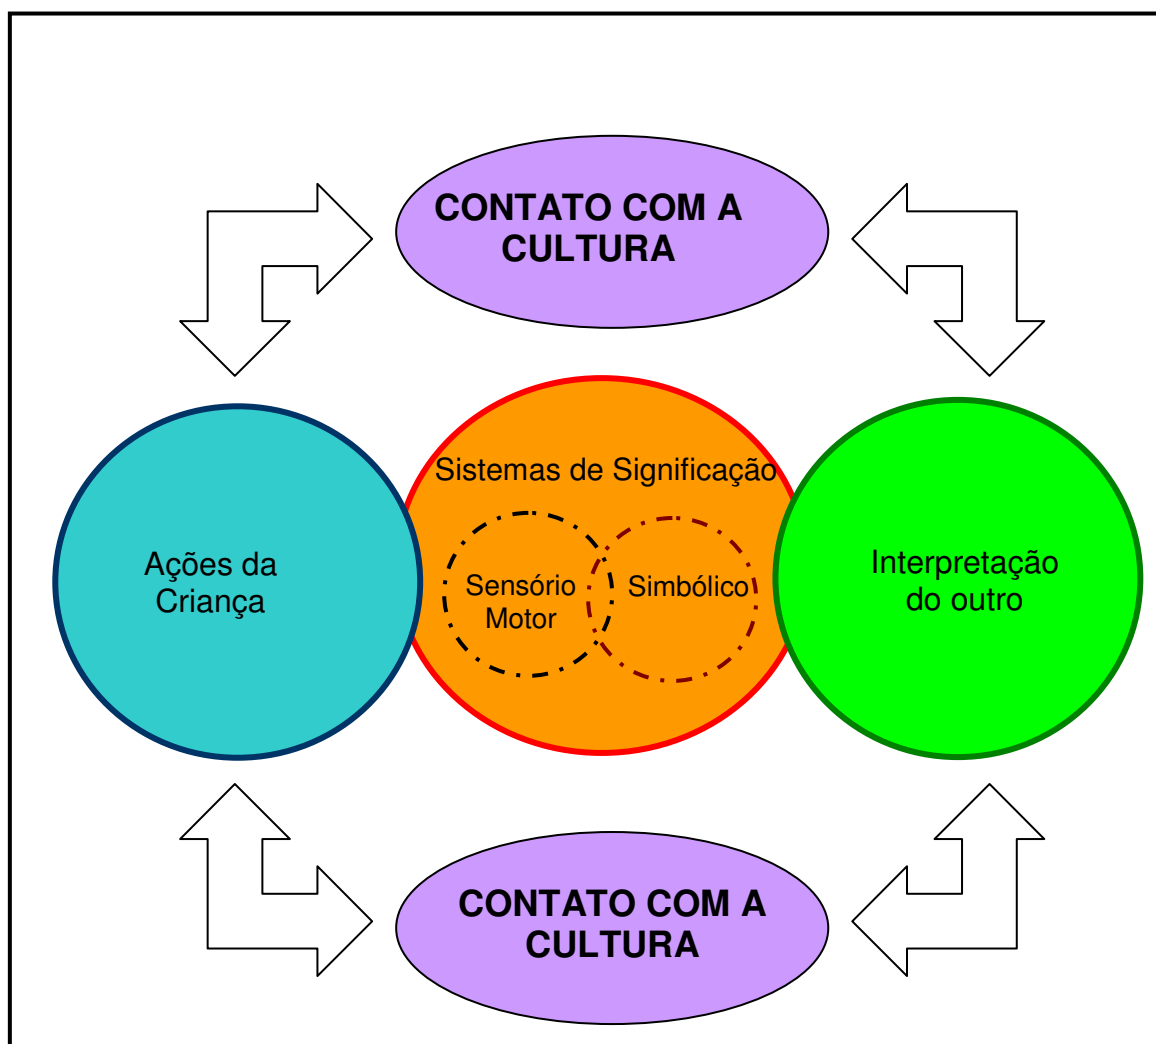 CONTATO COM A
CULTURA
Sistemas de Significação
Ações da
Criança
Sensório
Motor
Simbólico
Interpretação
do outro
CONTATO COM A
CULTURA